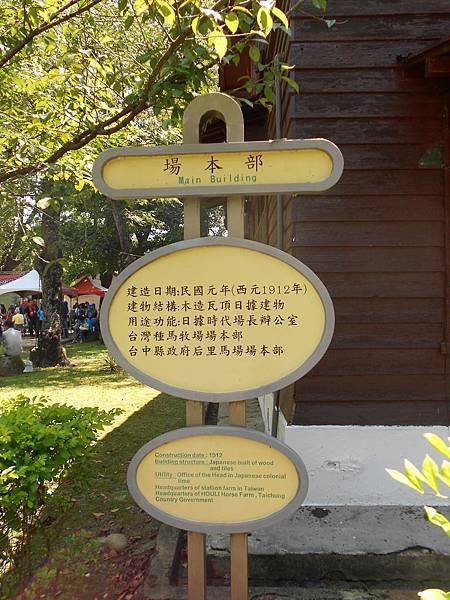 場本部
Main Building
建造日期:民國元年(西元1912年)
建物結構:木造瓦頂日據建物
用途功能:日據時代場長辦公室
台灣種馬牧場場本部
台中縣政府后里馬場場本部
Construction date : 1912
Building structure : Japanese built of wood
and tiles
Utility : Office of the Head in Japanese colonial
time
Headquarters of stallion farm in Taiwan
Headquarters of HOULI Horse Farm , Taichung
Country Government